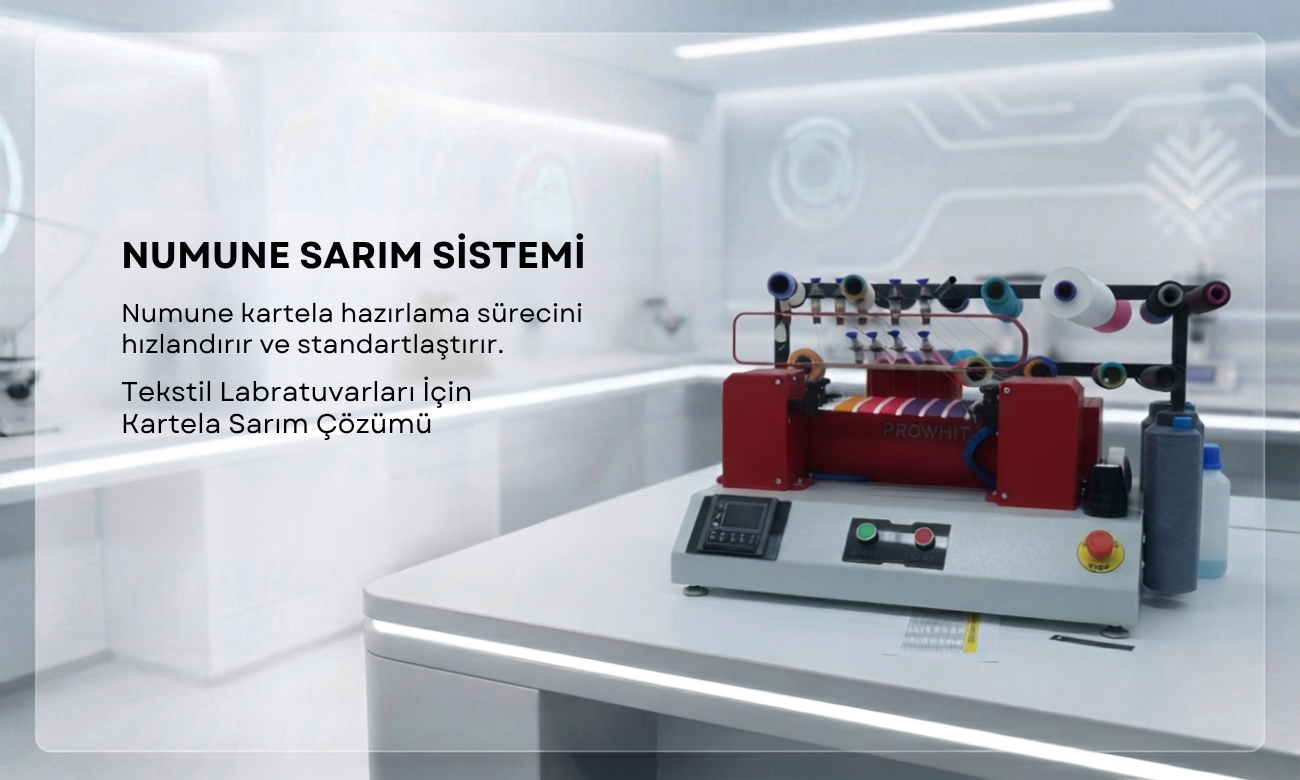 NUMUNE SARIM SİSTEMİ
Numune kartela hazırlama sürecini
hızlandırır ve standartlaştırır.
Tekstil Labratuvarları İçin
Kartela Sarım Çözümü
PROWHIT